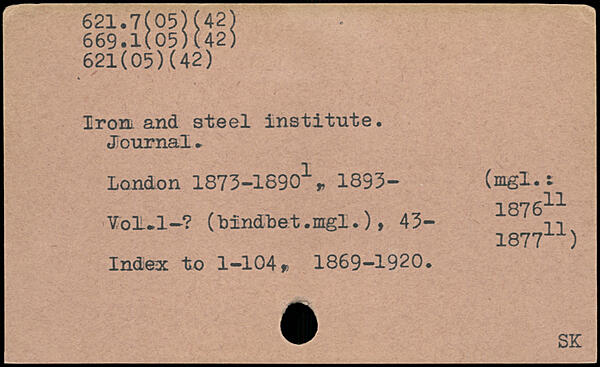 621.7(05)(42)
669.1(05)(42)
621(05)(42)
Iron and steel institute.
Journal.
London 1873-1890¹, 1893- (mgl.:
1876¹¹
Vol.1-? (bindbet.mgl.), 43-
1877¹¹)
Index to 1-104, 1869-1920.
SK